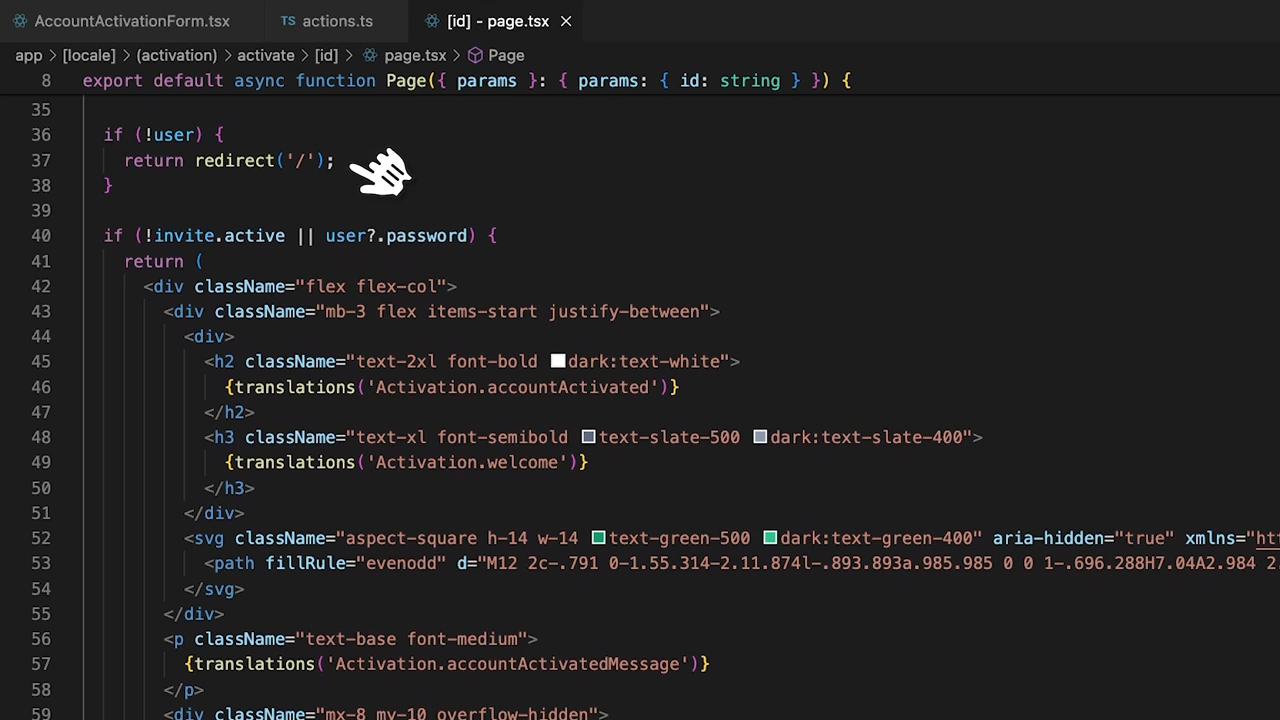 AccountActivationForm.tsx
TS actions.ts
[id] - page.tsx ×
app > [locale] > (activation) > activate > [id] > page.tsx > Page
8 export default async function Page({ params }: { params: { id: string } }) {
35
36 if (!user) {
37 return redirect('/');
38 }
39
40 if (!invite.active || user?.password) {
41 return (
42 <div className="flex flex-col">
43 <div className="mb-3 flex items-start justify-between">
44 <div>
45 <h2 className="text-2xl font-bold dark:text-white">
46 {translations('Activation.accountActivated')}
47 </h2>
48 <h3 className="text-xl font-semibold text-slate-500 dark:text-slate-400">
49 {translations('Activation.welcome')}
50 </h3>
51 </div>
52 <svg className="aspect-square h-14 w-14 text-green-500 dark:text-green-400" aria-hidden="true" xmlns="htt
53 <path fillRule="evenodd" d="M12 2c-.791 0-1.55.314-2.11.874l-.893.893a.985.985 0 0 1-.696.288H7.04A2.984 2.
54 </svg>
55 </div>
56 <p className="text-base font-medium">
57 {translations('Activation.accountActivatedMessage')}
58 </p>
59 <div className="mx-8 my-10 overflow-hidden">